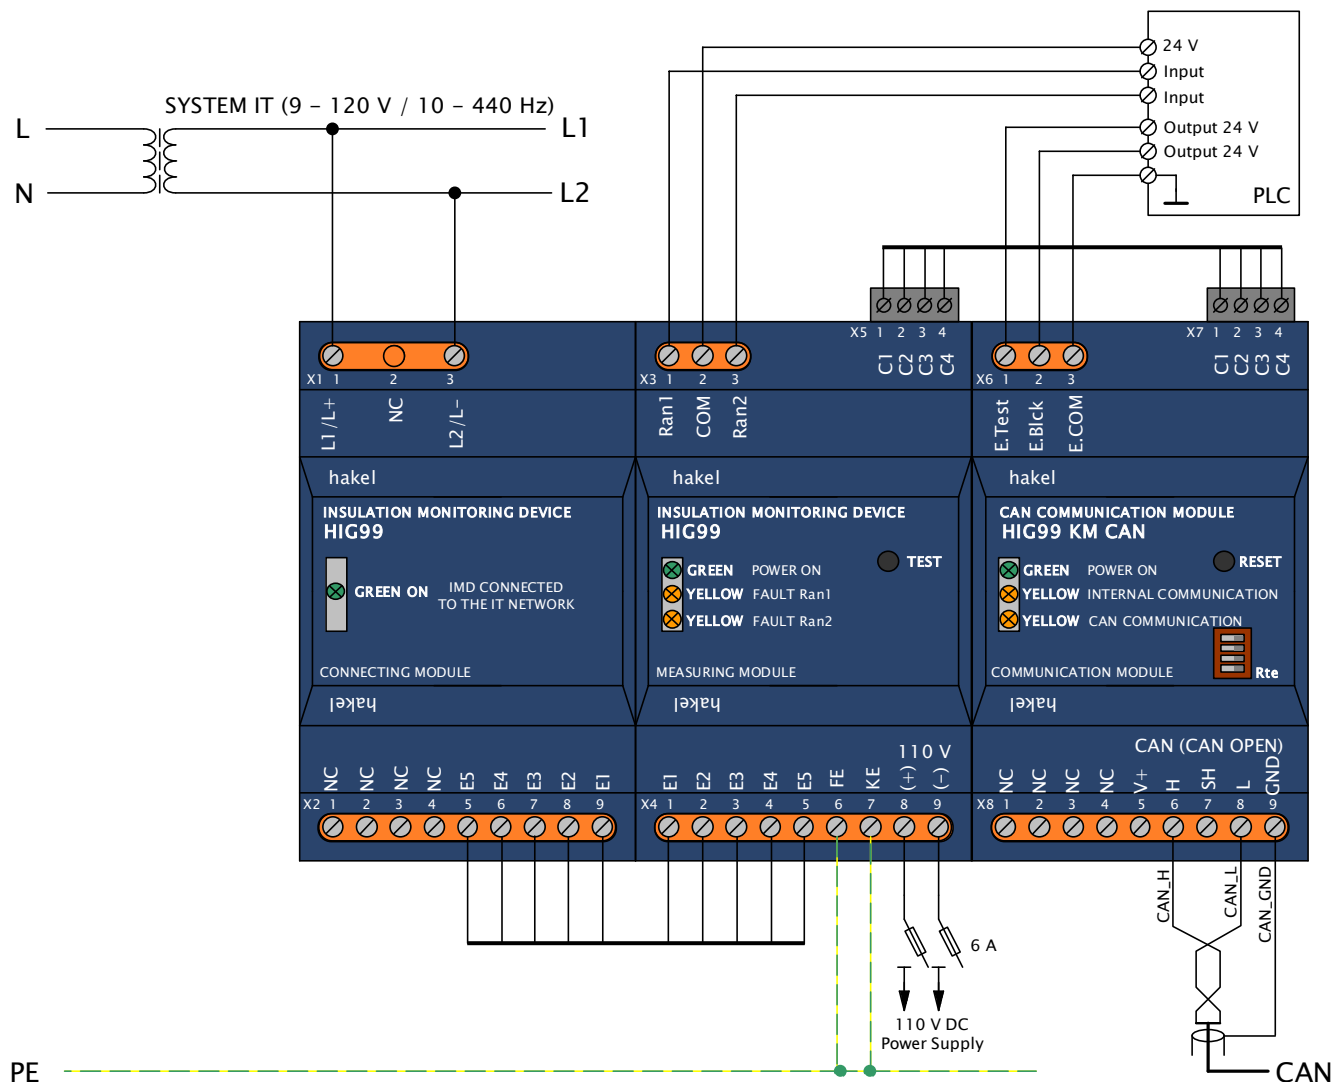 24 V
Input
Input
Output 24 V
Output 24 V
PLC
SYSTEM IT (9 – 120 V / 10 – 440 Hz)
L
L1
N
L2
X1 1 2 3
L1/L+
NC
L2/L-
X3 1 2 3
Ran1
COM
Ran2
X5 1 2 3 4
C1
C2
C3
C4
X6 1 2 3
E.Test
E.Blck
E.COM
X7 1 2 3 4
C1
C2
C3
C4
hakel
INSULATION MONITORING DEVICE
HIG99
GREEN ON
IMD CONNECTED
TO THE IT NETWORK
CONNECTING MODULE
hakel
hakel
INSULATION MONITORING DEVICE
HIG99
GREEN POWER ON
TEST
YELLOW FAULT Ran1
YELLOW FAULT Ran2
MEASURING MODULE
hakel
hakel
CAN COMMUNICATION MODULE
HIG99 KM CAN
GREEN POWER ON
RESET
YELLOW INTERNAL COMMUNICATION
YELLOW CAN COMMUNICATION
COMMUNICATION MODULE
Rte
hakel
NC
NC
NC
NC
E5
E4
E3
E2
E1
X2 1 2 3 4 5 6 7 8 9
110 V
E1
E2
E3
E4
E5
FE
KE
(+)
(-)
X4 1 2 3 4 5 6 7 8 9
CAN (CAN OPEN)
NC
NC
NC
NC
V+
H
SH
L
GND
X8 1 2 3 4 5 6 7 8 9
6 A
110 V DC
Power Supply
CAN_H
CAN_L
CAN_GND
PE
CAN